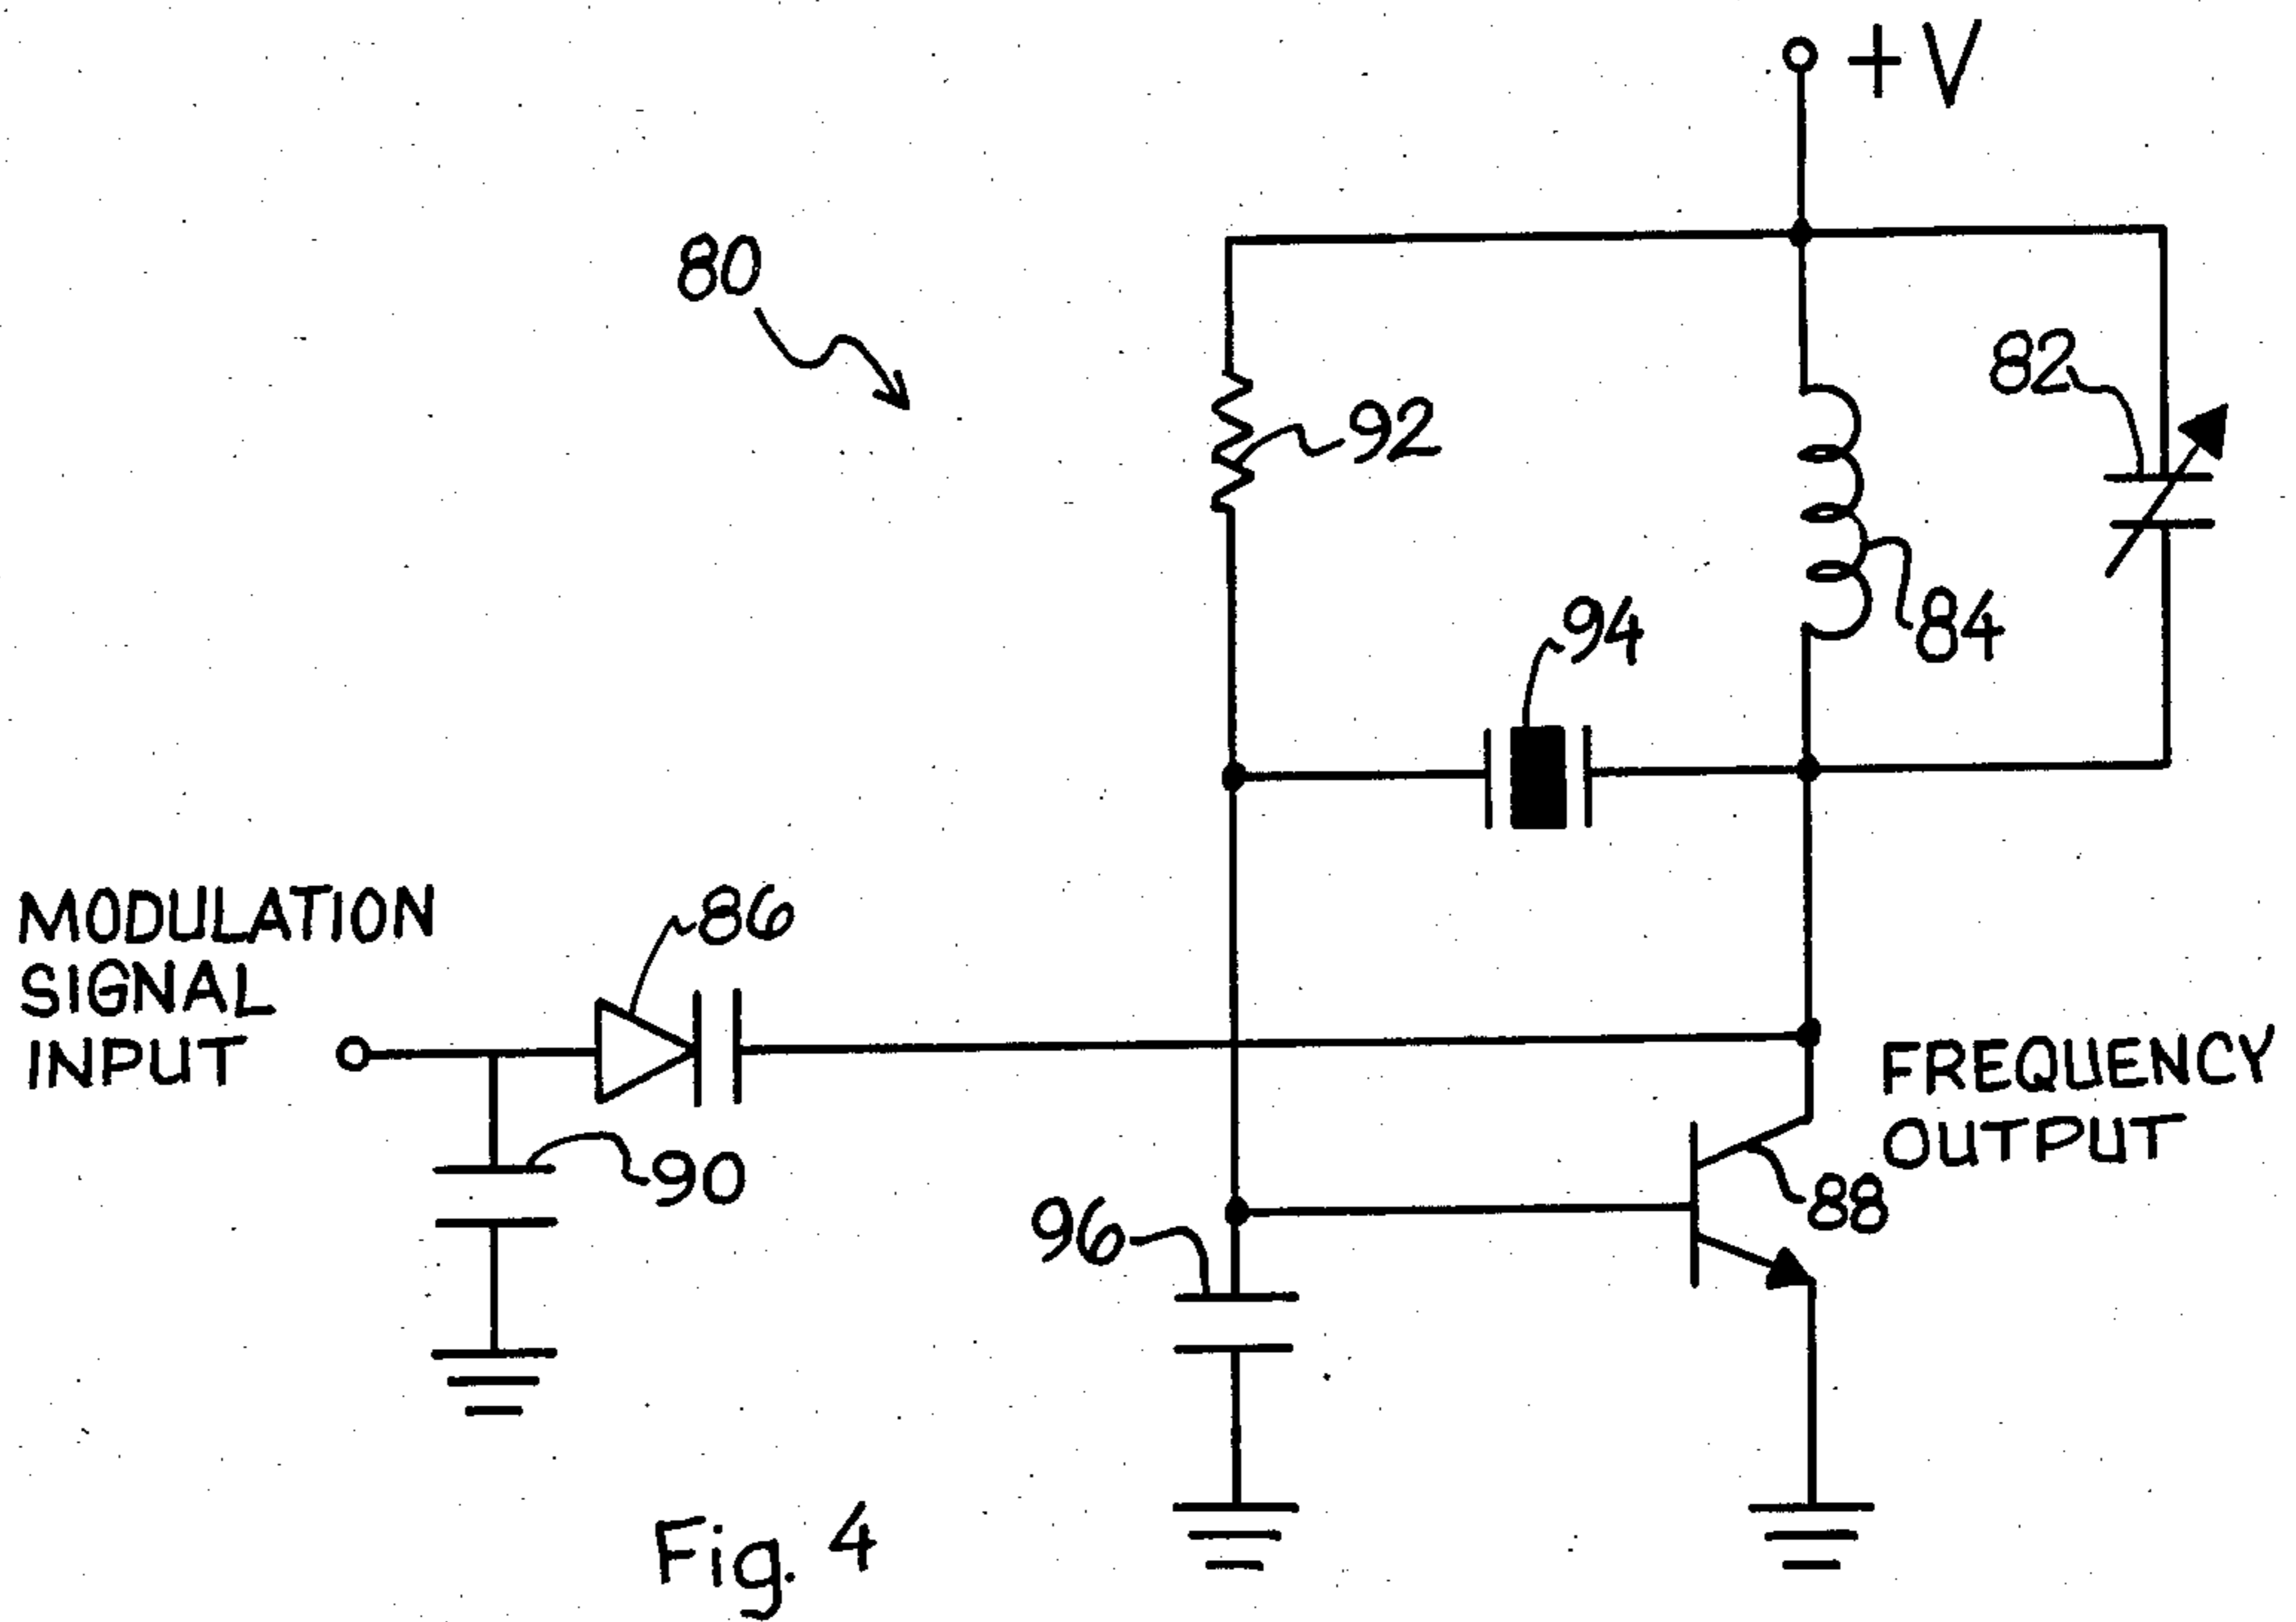 +V
80
82
92
84
94
MODULATION
SIGNAL
INPUT
86
FREQUENCY
OUTPUT
90
88
96
Fig. 4